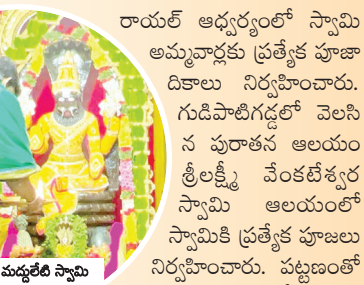 రాయల్ ఆధ్వర్యంలో స్వామి
అమ్మవార్లకు ప్రత్యేక పూజా
దికాలు నిర్వహించారు.
గుడిపాటిగడ్డలో వెలసి
న పురాతన ఆలయం
శ్రీలక్ష్మీ వేంకటేశ్వర
స్వామి ఆలయంలో
స్వామికి ప్రత్యేక పూజలు
నిర్వహించారు. పట్టణంతో
మద్దులేటి స్వామి